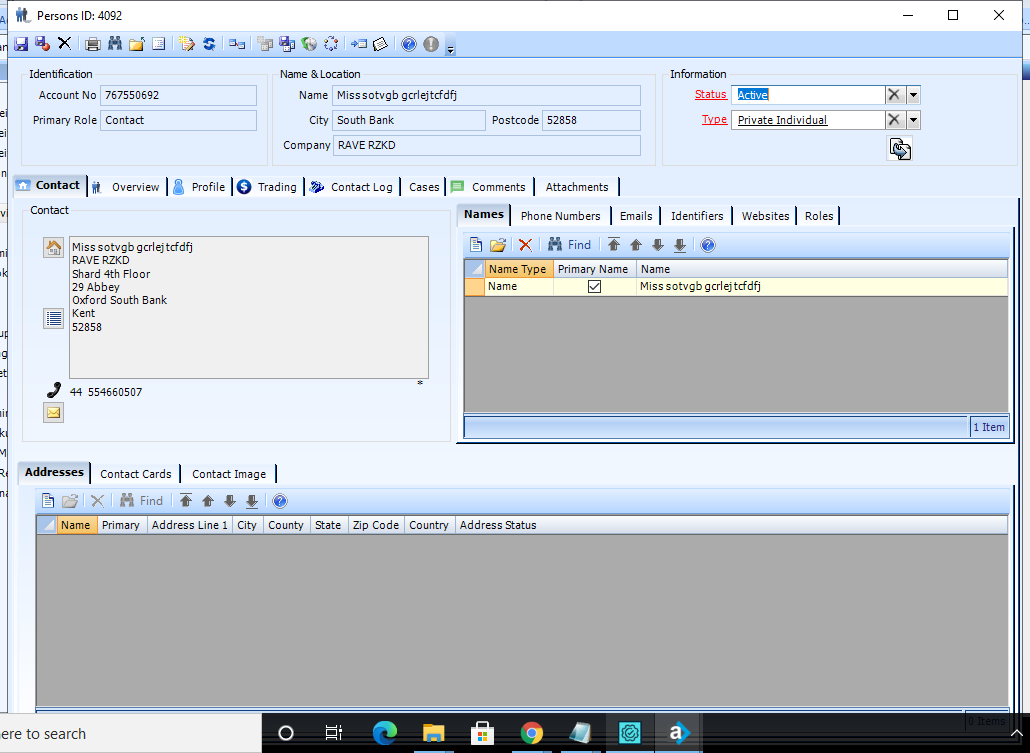 Persons ID: 4092
Identification
Account No 767550692
Primary Role Contact
Name & Location
Name Miss sotvgb gcrlejtcfdfj
City South Bank Postcode 52858
Company RAVE RZKD
Information
Status Active
Type Private Individual
Contact Overview Profile Trading Contact Log Cases Comments Attachments
Contact
Miss sotvgb gcrlejtcfdfj
RAVE RZKD
Shard 4th Floor
29 Abbey
Oxford South Bank
Kent
52858
*
44 554660507
Names Phone Numbers Emails Identifiers Websites Roles
Find
Name Type Primary Name Name
Name Miss sotvgb gcrlejtcfdfj
1 Item
Addresses Contact Cards Contact Image
Find
Name Primary Address Line 1 City County State Zip Code Country Address Status
0 Items
ere to search